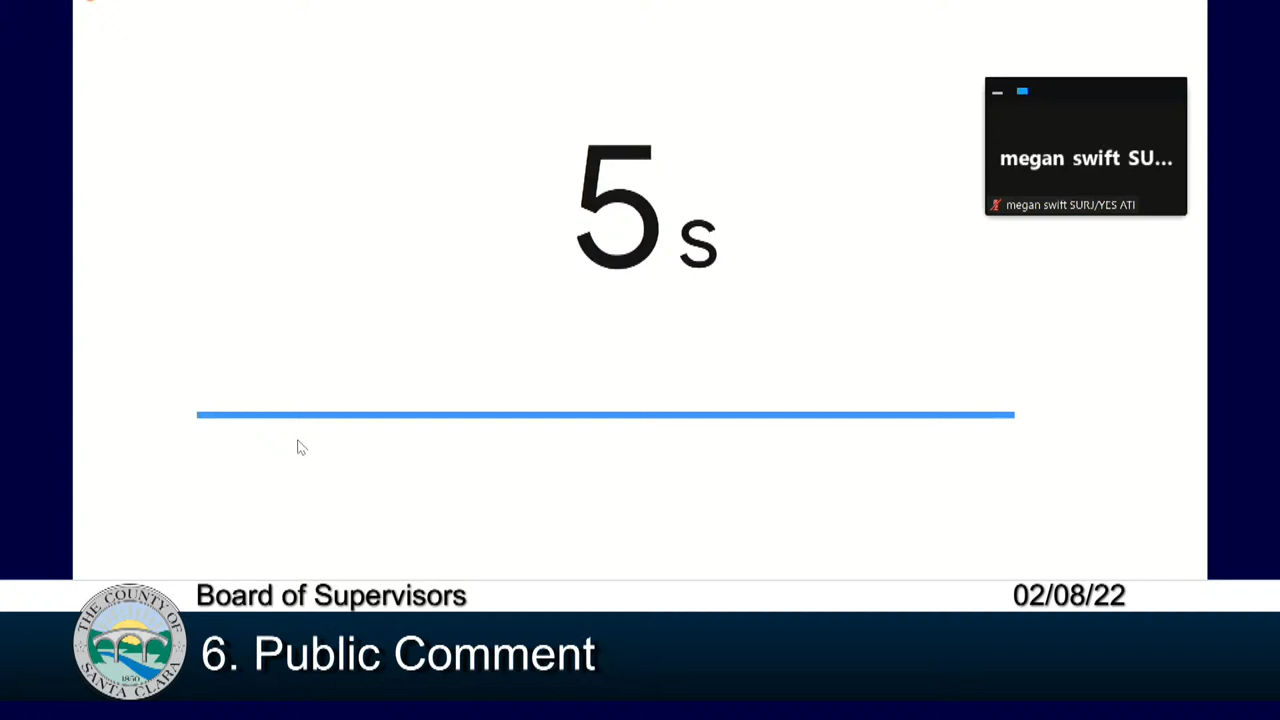 5 s
megan swift SU...
megan swift SURJ/YES ATI
Board of Supervisors
02/08/22
THE COUNTY OF
SANTA CLARA
1850
6. Public Comment